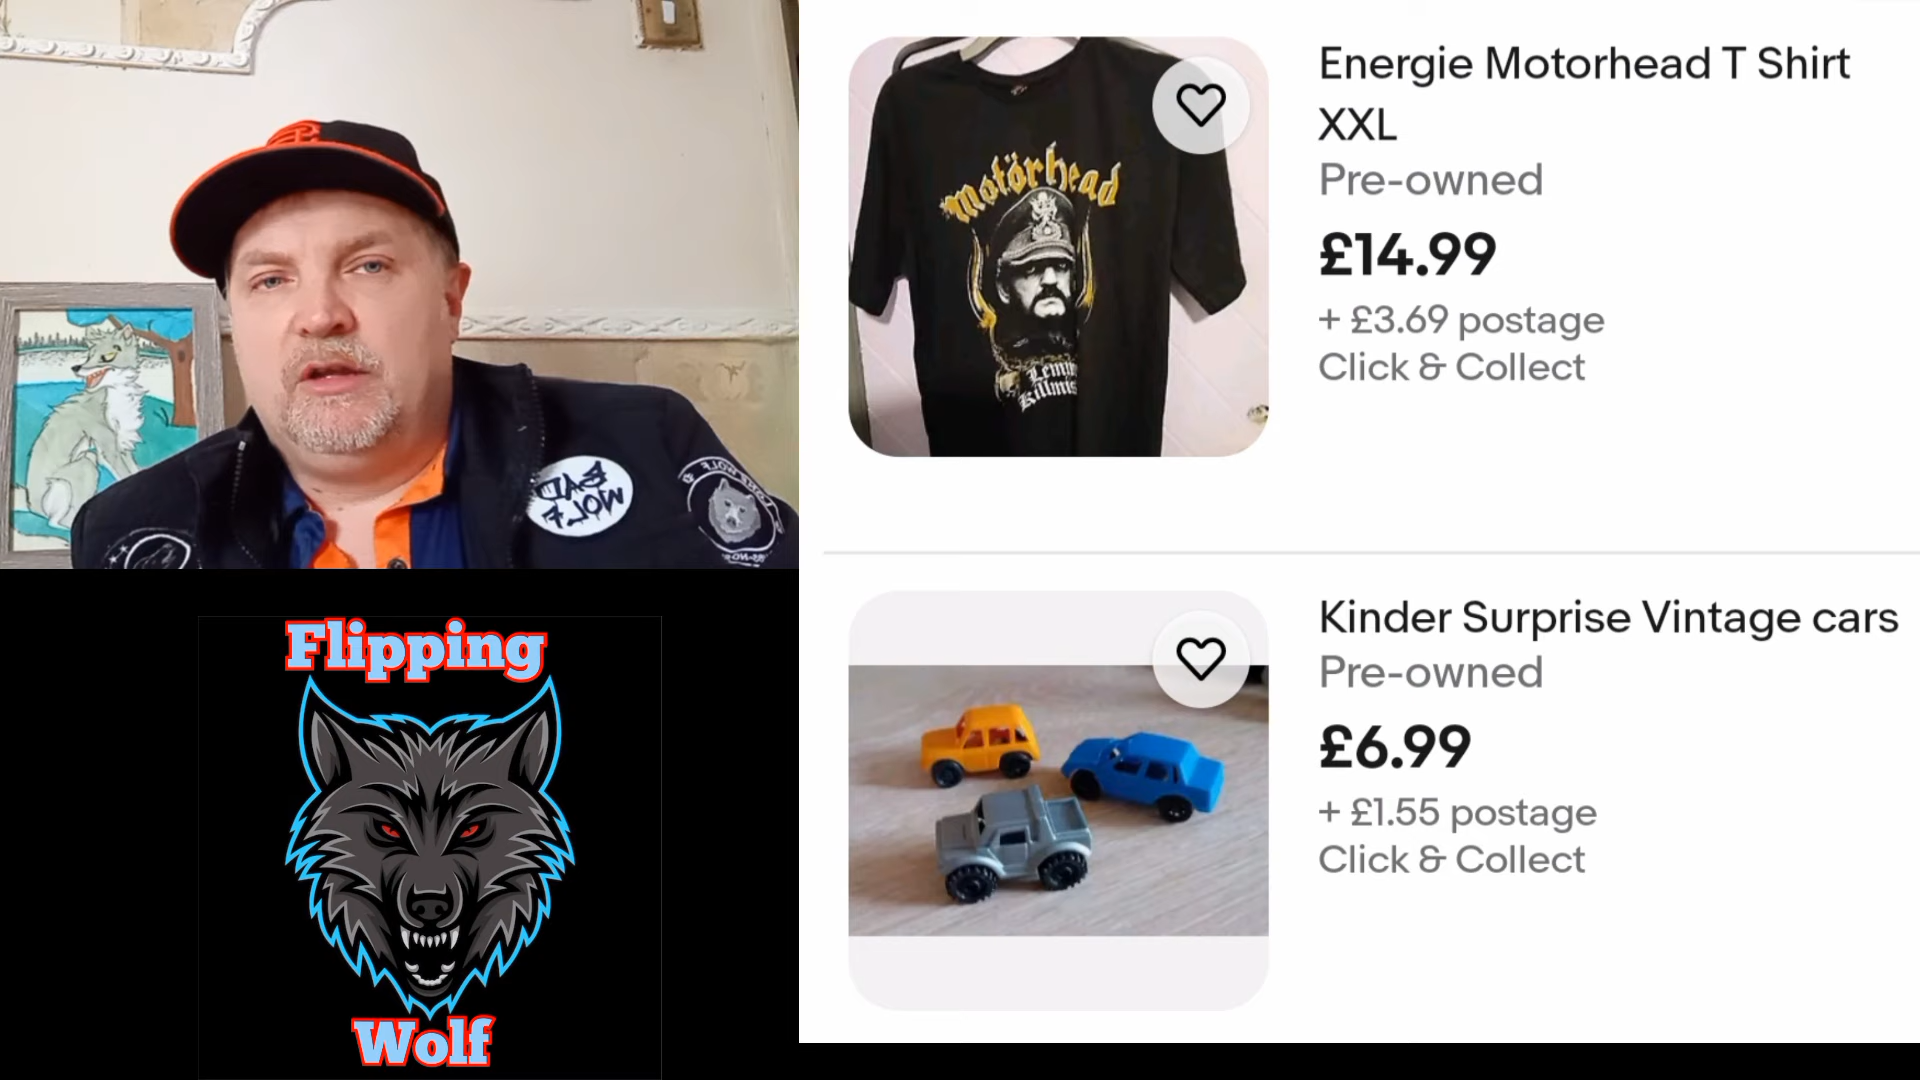 BAD
WOLF
Flipping
Wolf
Motörhead
Energie Motorhead T Shirt
XXL
Pre-owned
£14.99
+ £3.69 postage
Click & Collect
Kinder Surprise Vintage cars
Pre-owned
£6.99
+ £1.55 postage
Click & Collect